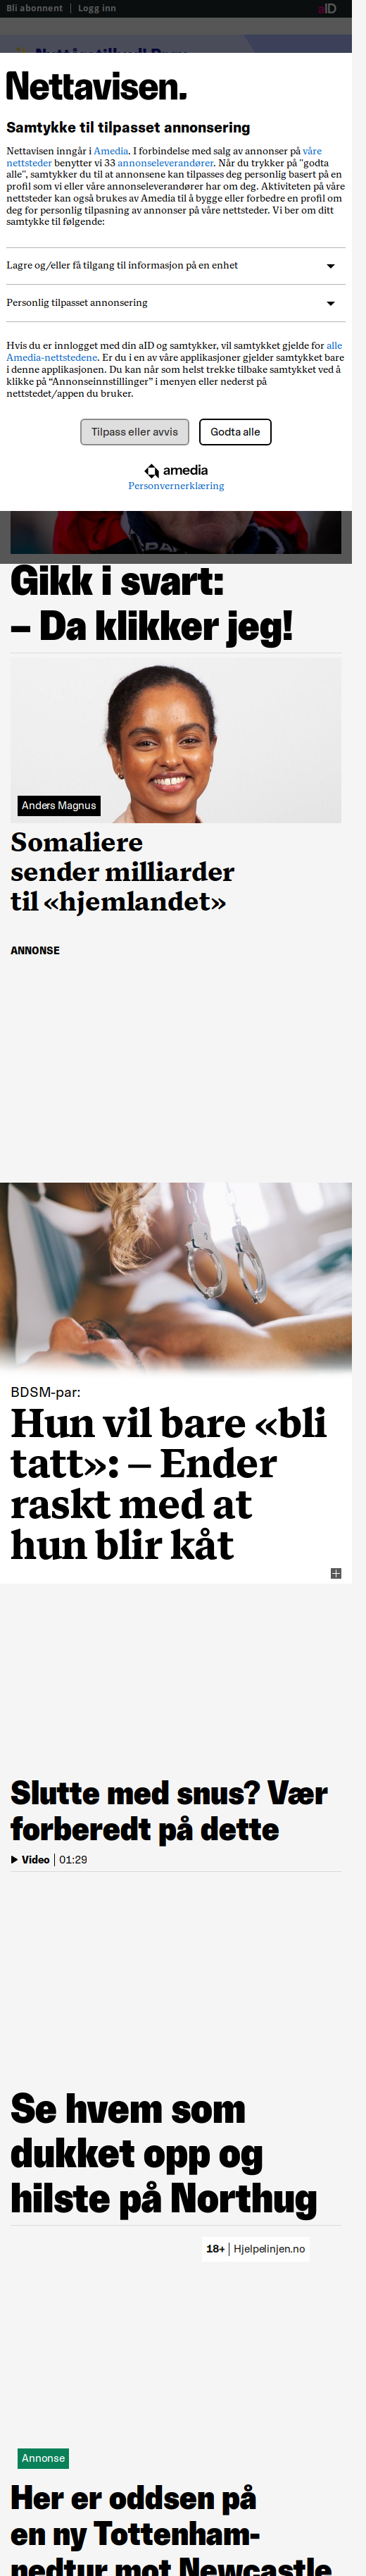 Bli abonnent | Logg inn aID
Nettavisen.
Samtykke til tilpasset annonsering
Nettavisen inngår i Amedia. I forbindelse med salg av annonser på våre
nettsteder benytter vi 33 annonseleverandører. Når du trykker på "godta
alle", samtykker du til at annonsene kan tilpasses deg personlig basert på en
profil som vi eller våre annonseleverandører har om deg. Aktiviteten på våre
nettsteder kan også brukes av Amedia til å bygge eller forbedre en profil om
deg for personlig tilpasning av annonser på våre nettsteder. Vi ber om ditt
samtykke til følgende:
Lagre og/eller få tilgang til informasjon på en enhet
Personlig tilpasset annonsering
Hvis du er innlogget med din aID og samtykker, vil samtykket gjelde for alle
Amedia-nettstedene. Er du i en av våre applikasjoner gjelder samtykket bare
i denne applikasjonen. Du kan når som helst trekke tilbake samtykket ved å
klikke på “Annonseinnstillinger” i menyen eller nederst på
nettstedet/appen du bruker.
Tilpass eller avvis
Godta alle
amedia
Personvernerklæring
Gikk i svart:
– Da klikker jeg!
Anders Magnus
Somaliere
sender milliarder
til «hjemlandet»
ANNONSE
BDSM-par:
Hun vil bare «bli
tatt»: – Ender
raskt med at
hun blir kåt
Slutte med snus? Vær
forberedt på dette
Video | 01:29
Se hvem som
dukket opp og
hilste på Northug
18+ | Hjelpelinjen.no
Annonse
Her er oddsen på
en ny Tottenham-
nedtur mot Newcastle